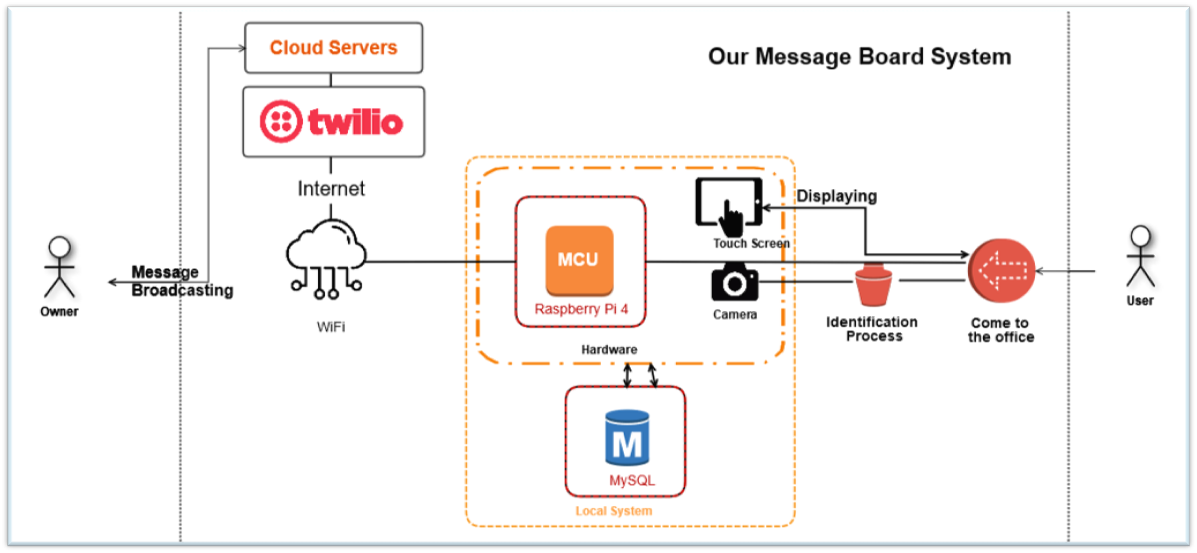 Cloud Servers
Our Message Board System
twilio
Internet
Displaying
Touch Screen
MCU
Message
Broadcasting
Raspberry Pi 4
Camera
Owner
User
WiFi
Identification
Process
Come to
the office
Hardware
M
MySQL
Local System